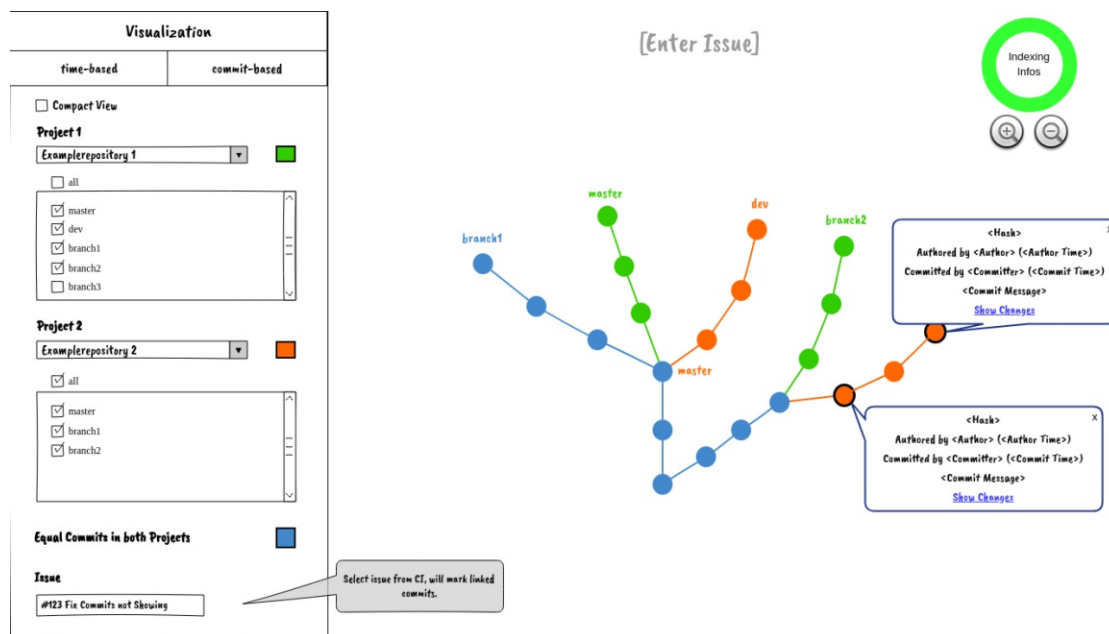 Visualization
time-based
commit-based
Compact View
Project 1
Examplerepository 1
all
master
dev
branch1
branch2
branch3
Project 2
Examplerepository 2
all
master
branch1
branch2
Equal Commits in both Projects
Issue
#123 Fix Commits not Showing
Select issue from CI, will mark linked
commits.
[Enter Issue]
Indexing
Infos
branch1
master
dev
branch2
master
<Hash>
Authored by <Author> (<Author Time>)
Committed by <Committer> (<Commit Time>)
<Commit Message>
Show Changes
x
<Hash>
Authored by <Author> (<Author Time>)
Committed by <Committer> (<Commit Time>)
<Commit Message>
Show Changes